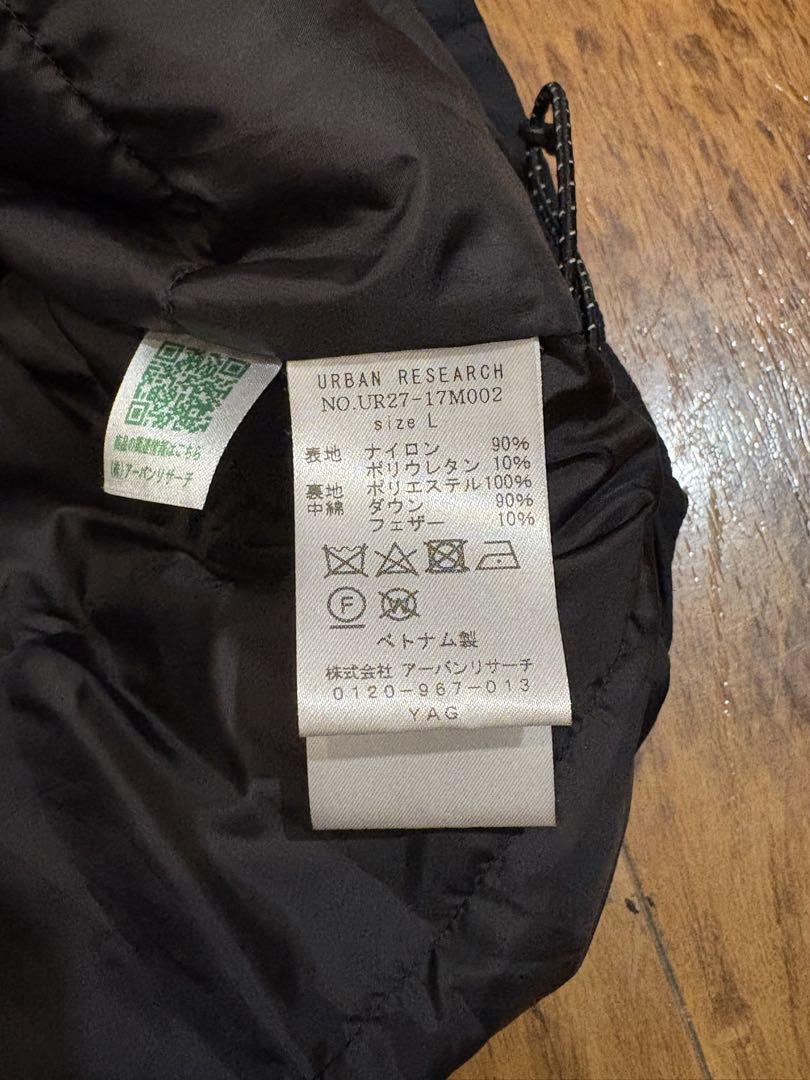 URBAN RESEARCH
NO.UR27-17M002
size L
表地 ナイロン 90%
ポリウレタン 10%
裏地 ポリエステル100%
中綿 ダウン 90%
フェザー 10%
F
W
ベトナム製
株式会社 アーバンリサーチ
0120-967-013
YAG
商品の関連情報はこちら
(株)アーバンリサーチ